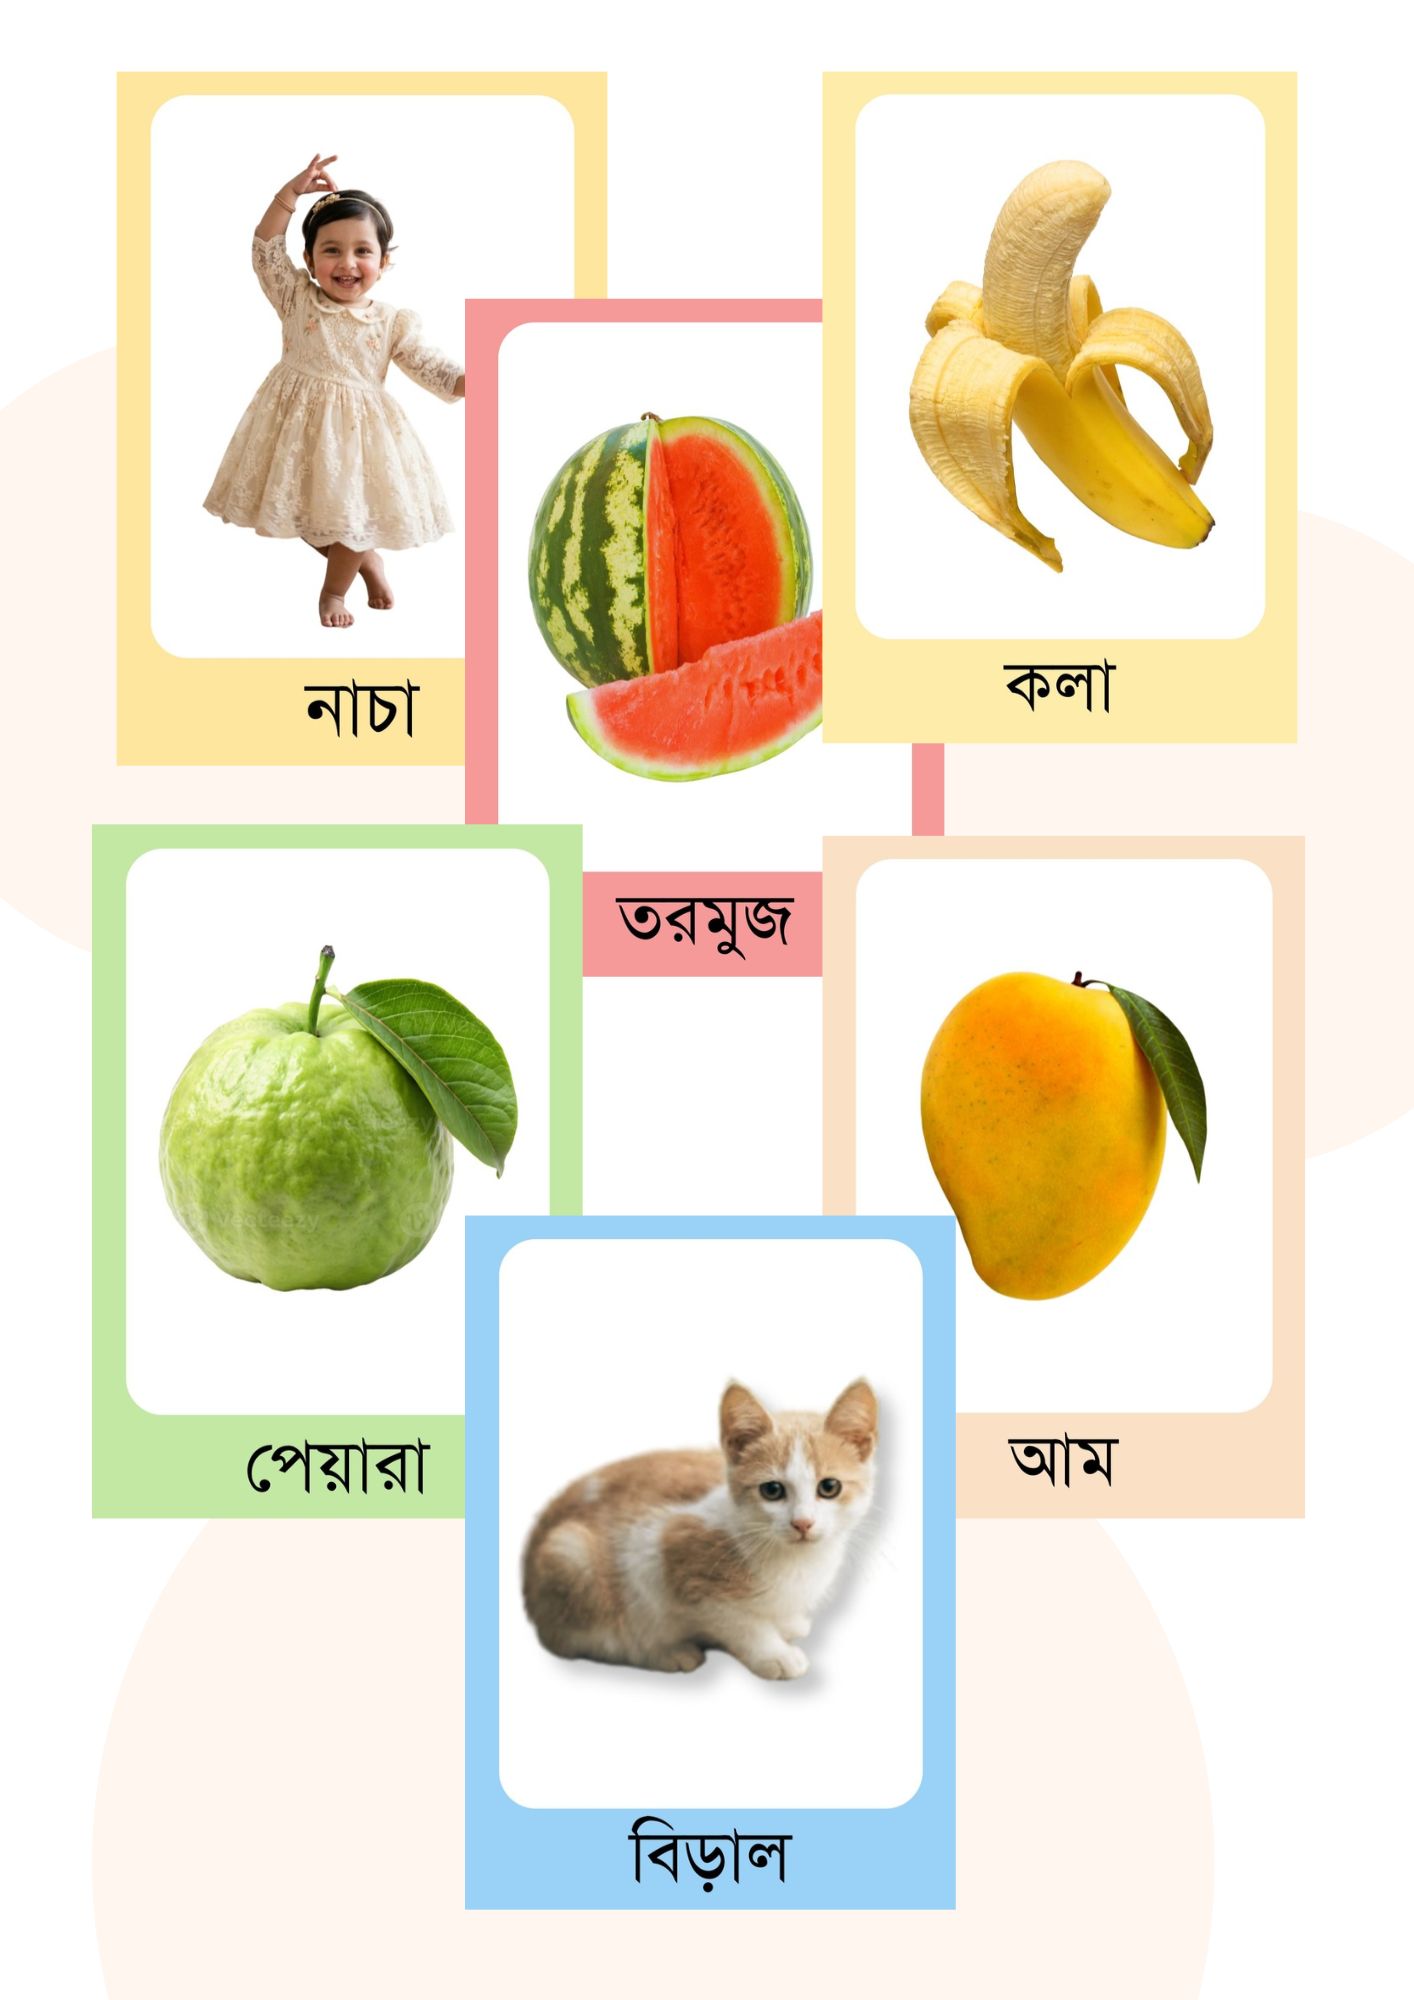 নাচা
কলা
তরমুজ
পেয়ারা
আম
বিড়াল